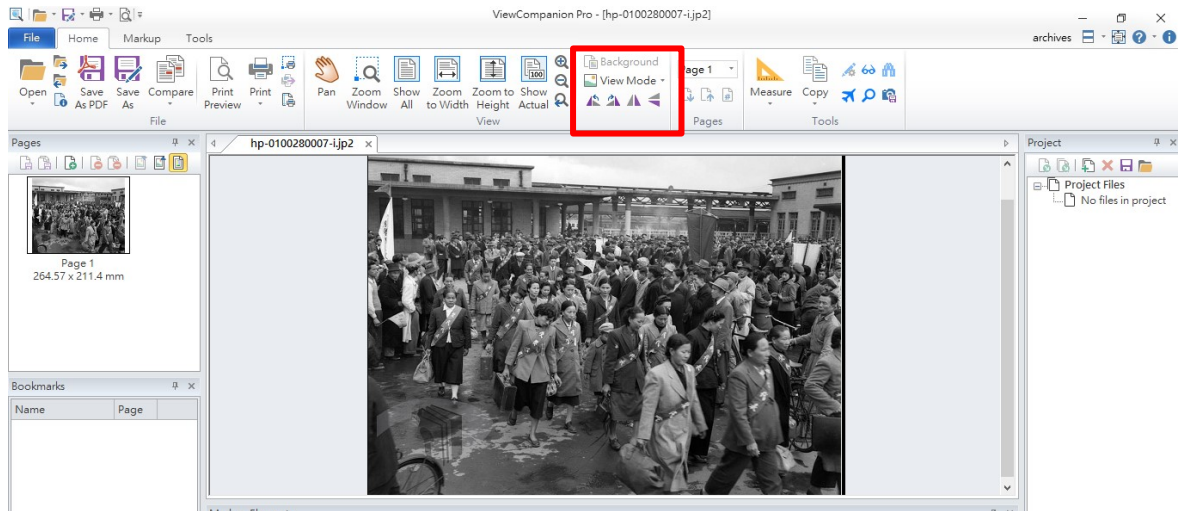 ViewCompanion Pro - [hp-0100280007-i.jp2]
File Home Markup Tools
archives
Open
Save As PDF
Save As
Compare
Print Preview
Print
Pan
Zoom Window
Show All
Zoom to Width
Zoom to Height
Show Actual
100
Background
View Mode
Page 1
Measure
Copy
File
View
Pages
Tools
Pages
hp-0100280007-i.jp2
Project
Project Files
No files in project
Page 1
264.57 x 211.4 mm
Bookmarks
Name Page